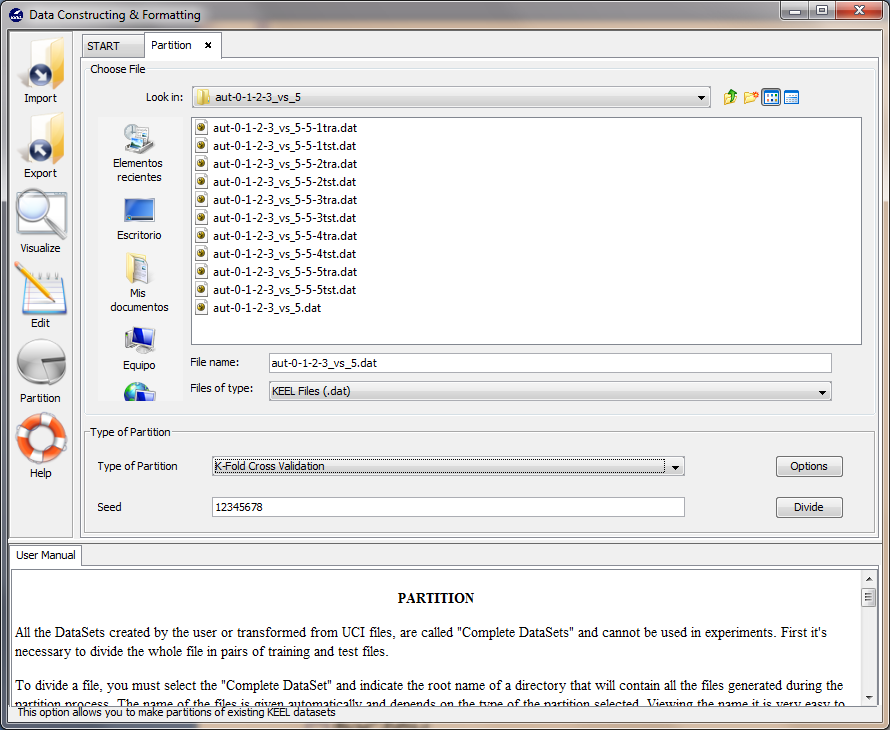 Data Constructing & Formatting
START
Partition
Import
Export
Visualize
Edit
Partition
Help
Choose File
Look in:
aut-0-1-2-3_vs_5
Elementos
recientes
Escritorio
Mis
documentos
Equipo
aut-0-1-2-3_vs_5-5-1tra.dat
aut-0-1-2-3_vs_5-5-1tst.dat
aut-0-1-2-3_vs_5-5-2tra.dat
aut-0-1-2-3_vs_5-5-2tst.dat
aut-0-1-2-3_vs_5-5-3tra.dat
aut-0-1-2-3_vs_5-5-3tst.dat
aut-0-1-2-3_vs_5-5-4tra.dat
aut-0-1-2-3_vs_5-5-4tst.dat
aut-0-1-2-3_vs_5-5-5tra.dat
aut-0-1-2-3_vs_5-5-5tst.dat
aut-0-1-2-3_vs_5.dat
File name:
aut-0-1-2-3_vs_5.dat
Files of type:
KEEL Files (.dat)
Type of Partition
Type of Partition
K-Fold Cross Validation
Options
Seed
12345678
Divide
User Manual
PARTITION
All the DataSets created by the user or transformed from UCI files, are called "Complete DataSets" and cannot be used in experiments. First it's
necessary to divide the whole file in pairs of training and test files.
To divide a file, you must select the "Complete DataSet" and indicate the root name of a directory that will contain all the files generated during the
partition process. The name of the files is given automatically and depends on the type of the partition selected. Viewing the name it is very easy to
This option allows you to make partitions of existing KEEL datasets